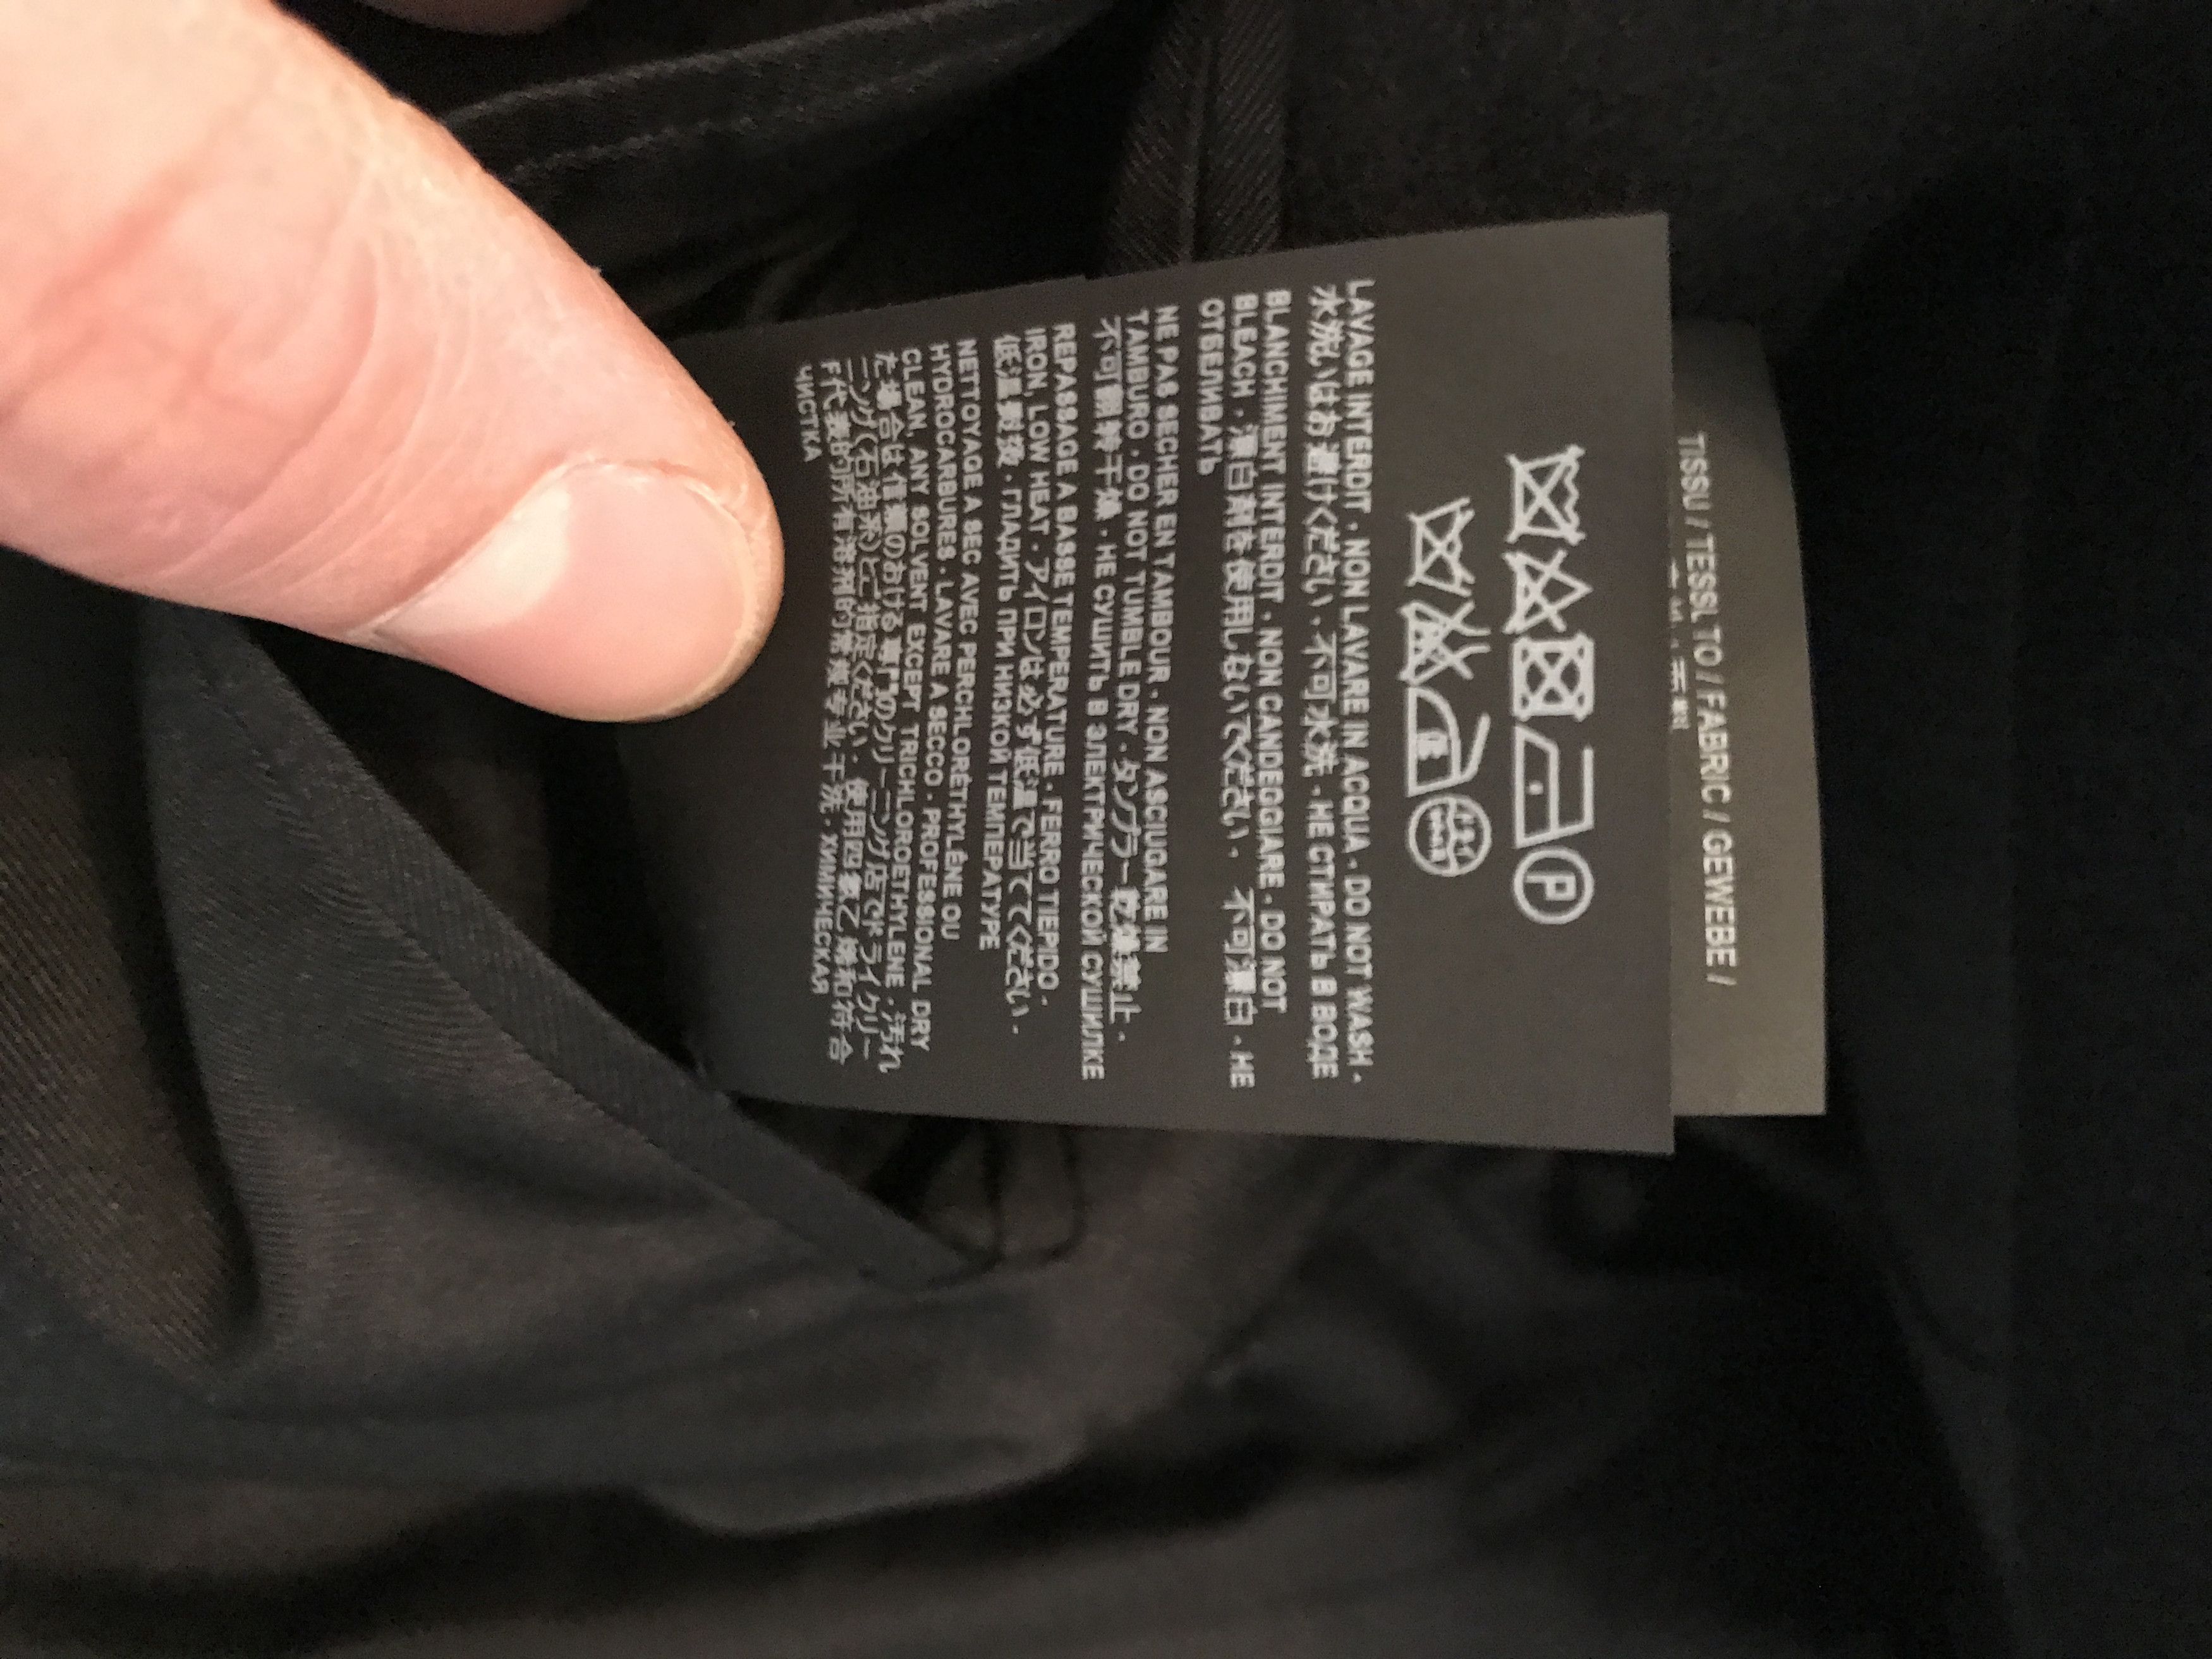 P
LAVAGE INTERDIT · NON LAVARE IN ACQUA · DO NOT WASH ·
水洗いはお避けください · 不可水洗 · НЕ СТИРАТЬ В ВОДЕ
BLANCHIMENT INTERDIT · NON CANDEGGIARE · DO NOT
BLEACH · 漂白剤を使用しないでください · 不可漂白 · НЕ
ОТБЕЛИВАТЬ
NE PAS SECHER EN TAMBOUR · NON ASCIUGARE IN
TAMBURO · DO NOT TUMBLE DRY · タンブラー乾燥禁止 ·
不可翻转干燥 · НЕ СУШИТЬ В ЭЛЕКТРИЧЕСКОЙ СУШИЛКЕ
REPASSAGE A BASSE TEMPERATURE · FERRO TIEPIDO ·
IRON, LOW HEAT · アイロンは必ず低温で当ててください ·
低温熨烫 · ГЛАДИТЬ ПРИ НИЗКОЙ ТЕМПЕРАТУРЕ
NETTOYAGE A SEC AVEC PERCHLORÉTHYLÈNE OU
HYDROCARBURES · LAVARE A SECCO · PROFESSIONAL DRY
CLEAN, ANY SOLVENT EXCEPT TRICHLOROETHYLENE · 汚れ
た場合は信頼のおける専門のクリーニング店でドライクリー
ニング(石油系)にご指定ください · 使用四氯乙烯和符合
F代表的所有溶剂的常规专业干洗 · ХИМИЧЕСКАЯ
ЧИСТКА
TISSU / TESSUTO / FABRIC / GEWEBE /